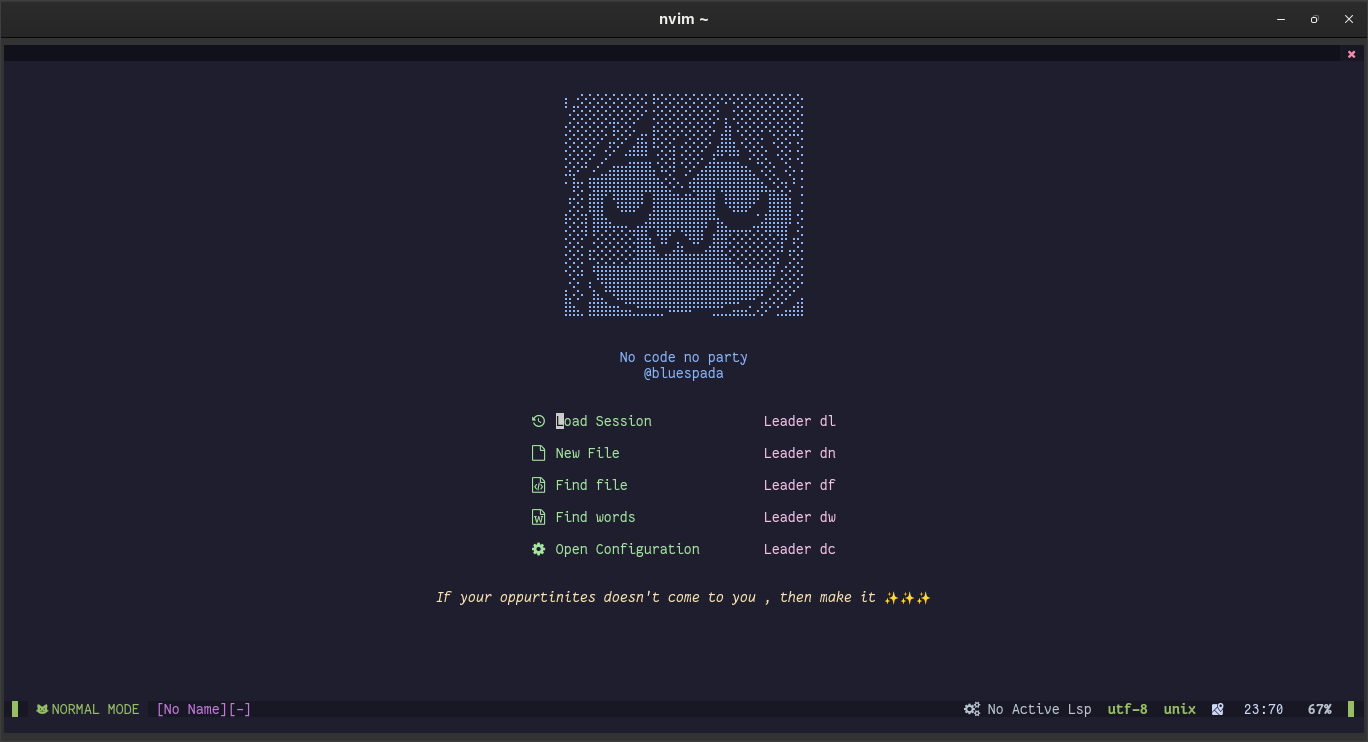 nvim ~
No code no party
@bluespada
Load Session Leader dl
New File Leader dn
Find file Leader df
Find words Leader dw
Open Configuration Leader dc
If your oppurtinites doesn't come to you , then make it ✨✨✨
NORMAL MODE [No Name][-] No Active Lsp utf-8 unix 23:70 67%